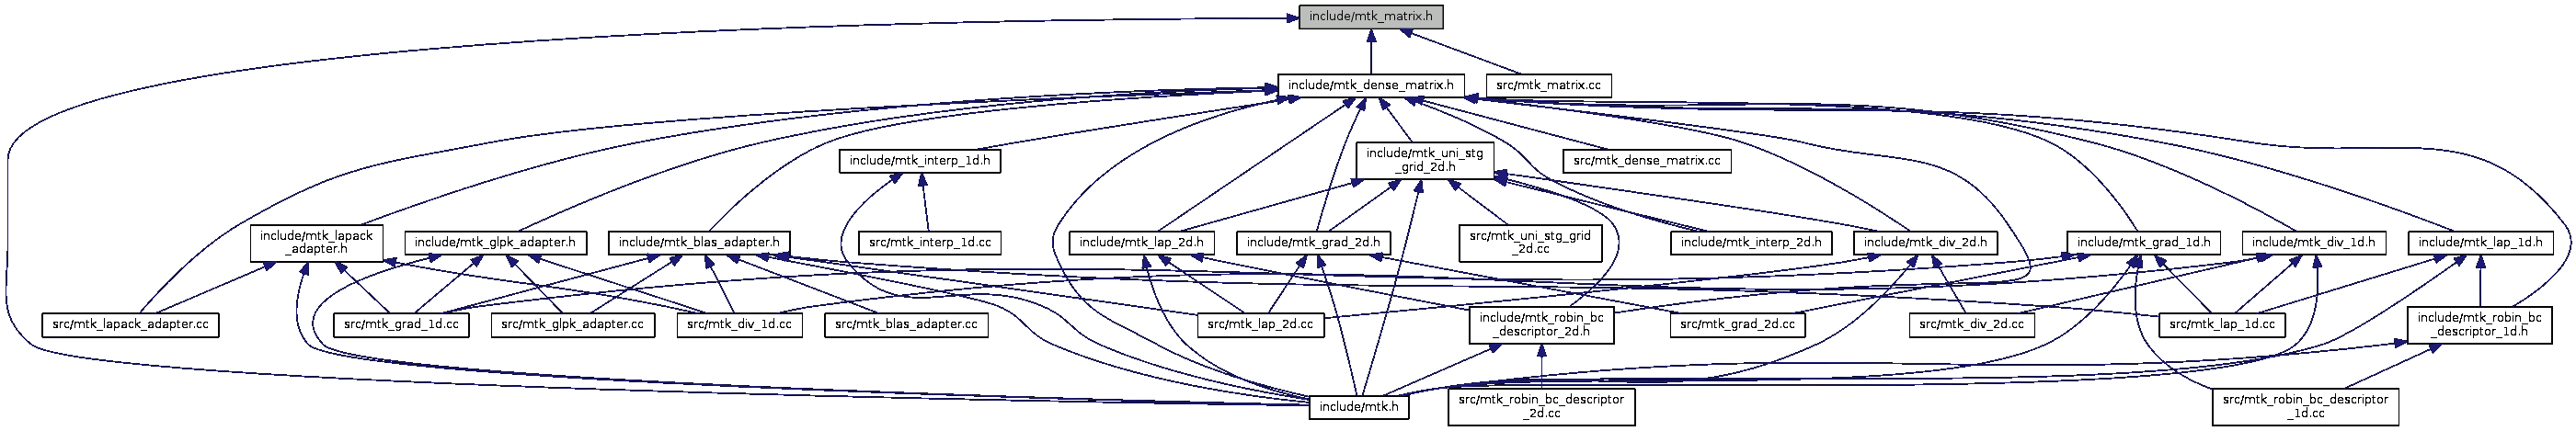 include/mtk_matrix.h
include/mtk_dense_matrix.h
src/mtk_matrix.cc
include/mtk_interp_1d.h
include/mtk_uni_stg
_grid_2d.h
src/mtk_dense_matrix.cc
include/mtk_lapack
_adapter.h
include/mtk_glpk_adapter.h
include/mtk_blas_adapter.h
src/mtk_interp_1d.cc
include/mtk_lap_2d.h
include/mtk_grad_2d.h
src/mtk_uni_stg_grid
_2d.cc
include/mtk_interp_2d.h
include/mtk_div_2d.h
include/mtk_grad_1d.h
include/mtk_div_1d.h
include/mtk_lap_1d.h
src/mtk_lapack_adapter.cc
src/mtk_grad_1d.cc
src/mtk_glpk_adapter.cc
src/mtk_div_1d.cc
src/mtk_blas_adapter.cc
src/mtk_lap_2d.cc
include/mtk_robin_bc
_descriptor_2d.h
src/mtk_grad_2d.cc
src/mtk_div_2d.cc
src/mtk_lap_1d.cc
include/mtk_robin_bc
_descriptor_1d.h
include/mtk.h
src/mtk_robin_bc_descriptor
_2d.cc
src/mtk_robin_bc_descriptor
_1d.cc